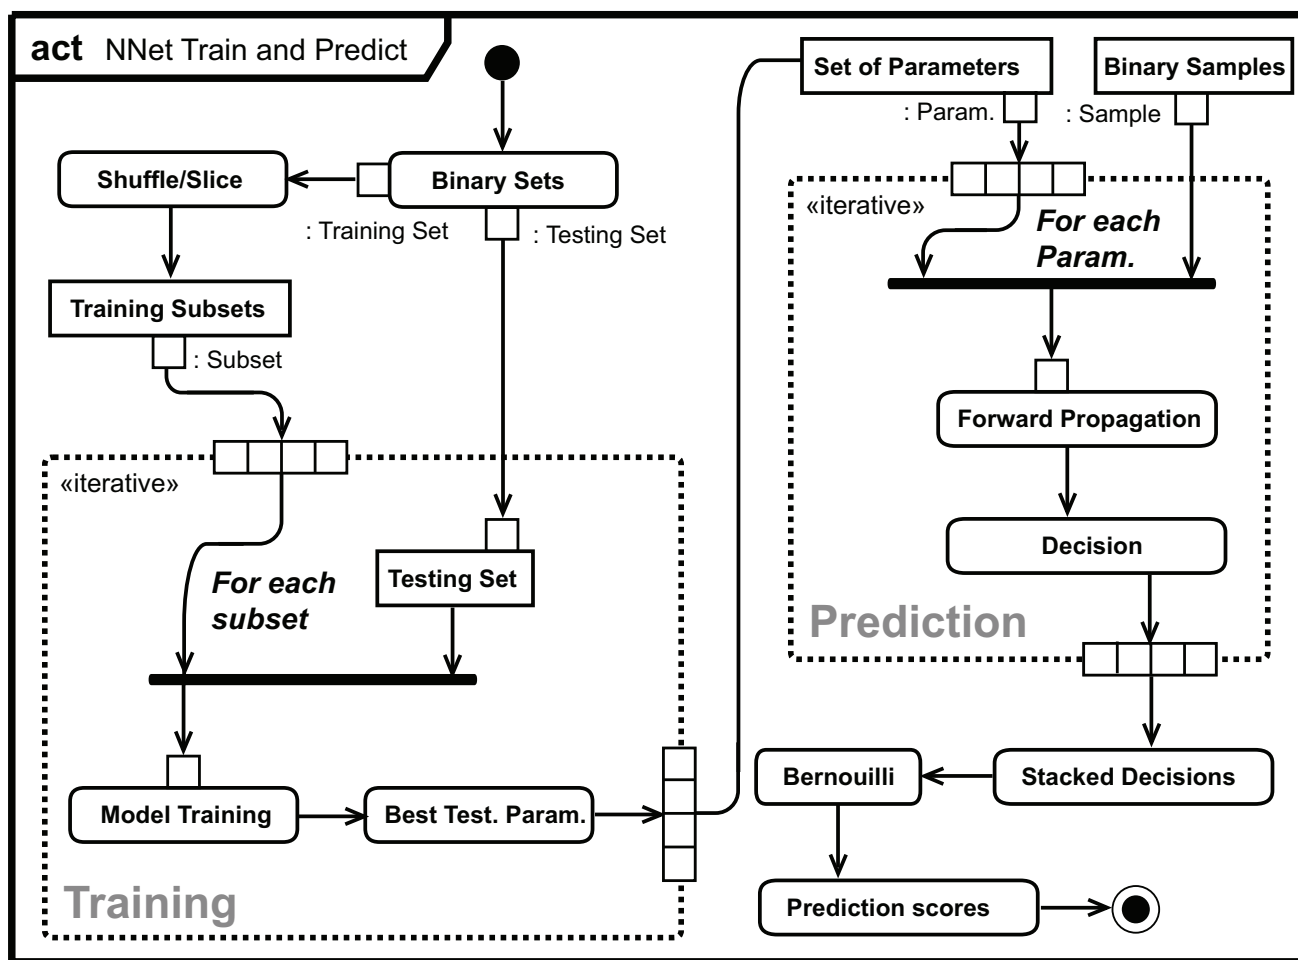 act NNet Train and Predict
Set of Parameters
Binary Samples
: Param.
: Sample
Shuffle/Slice
Binary Sets
: Training Set
: Testing Set
«iterative»
For each
Param.
Training Subsets
: Subset
Forward Propagation
«iterative»
Decision
For each
subset
Testing Set
Prediction
Bernouilli
Stacked Decisions
Model Training
Best Test. Param.
Training
Prediction scores